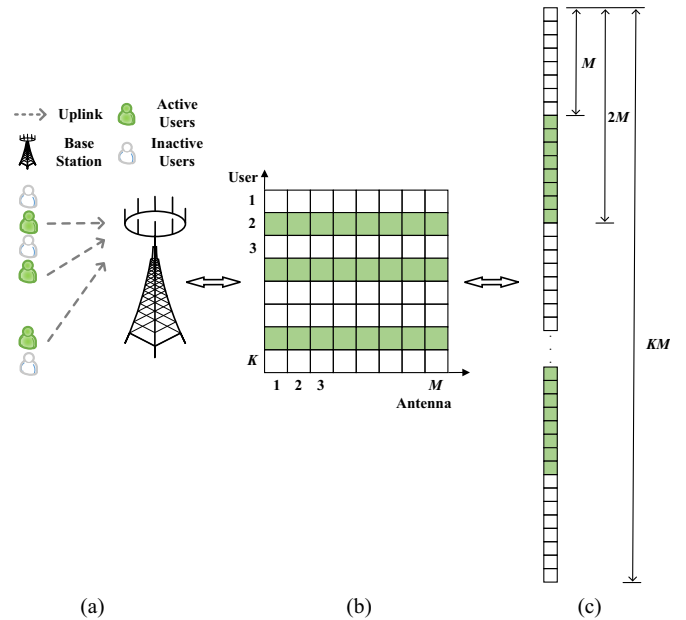 Uplink
Active
Users
Base
Station
Inactive
Users
User
1
2
3
K
1 2 3 M
Antenna
M
2M
KM
. . .
(a) (b) (c)